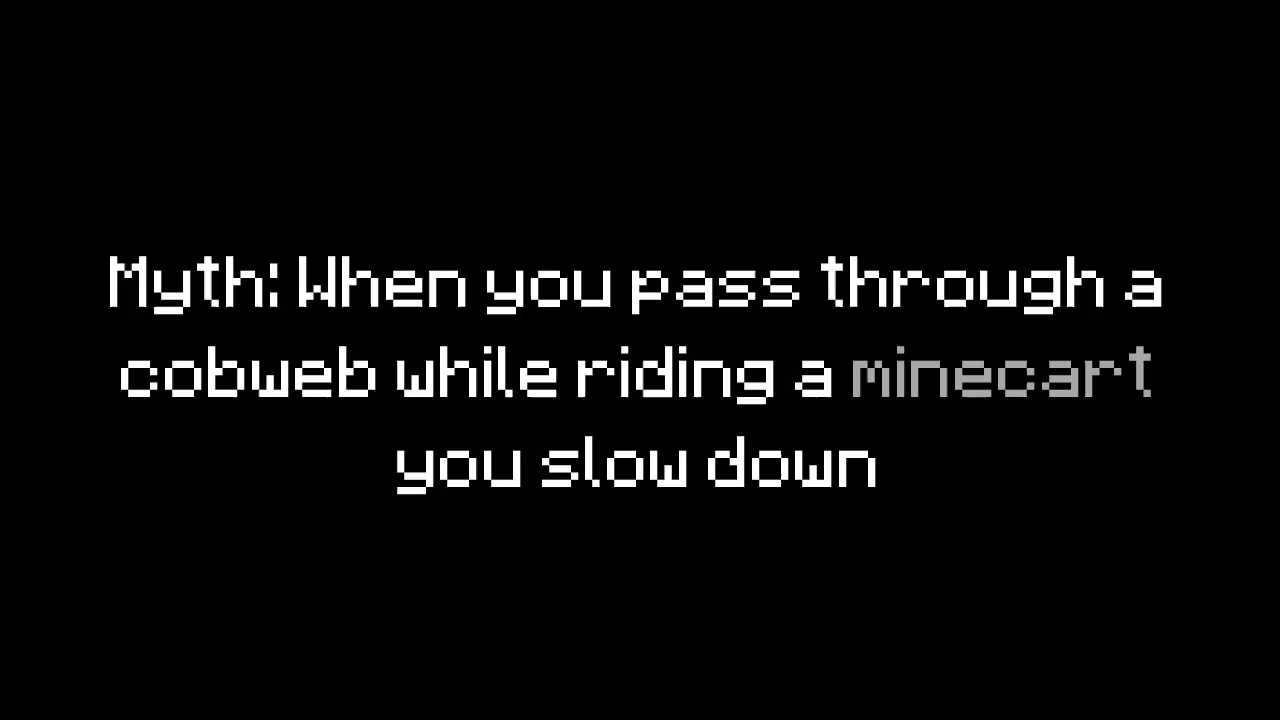 Myth: When you pass through a
cobweb while riding a minecart
you slow down